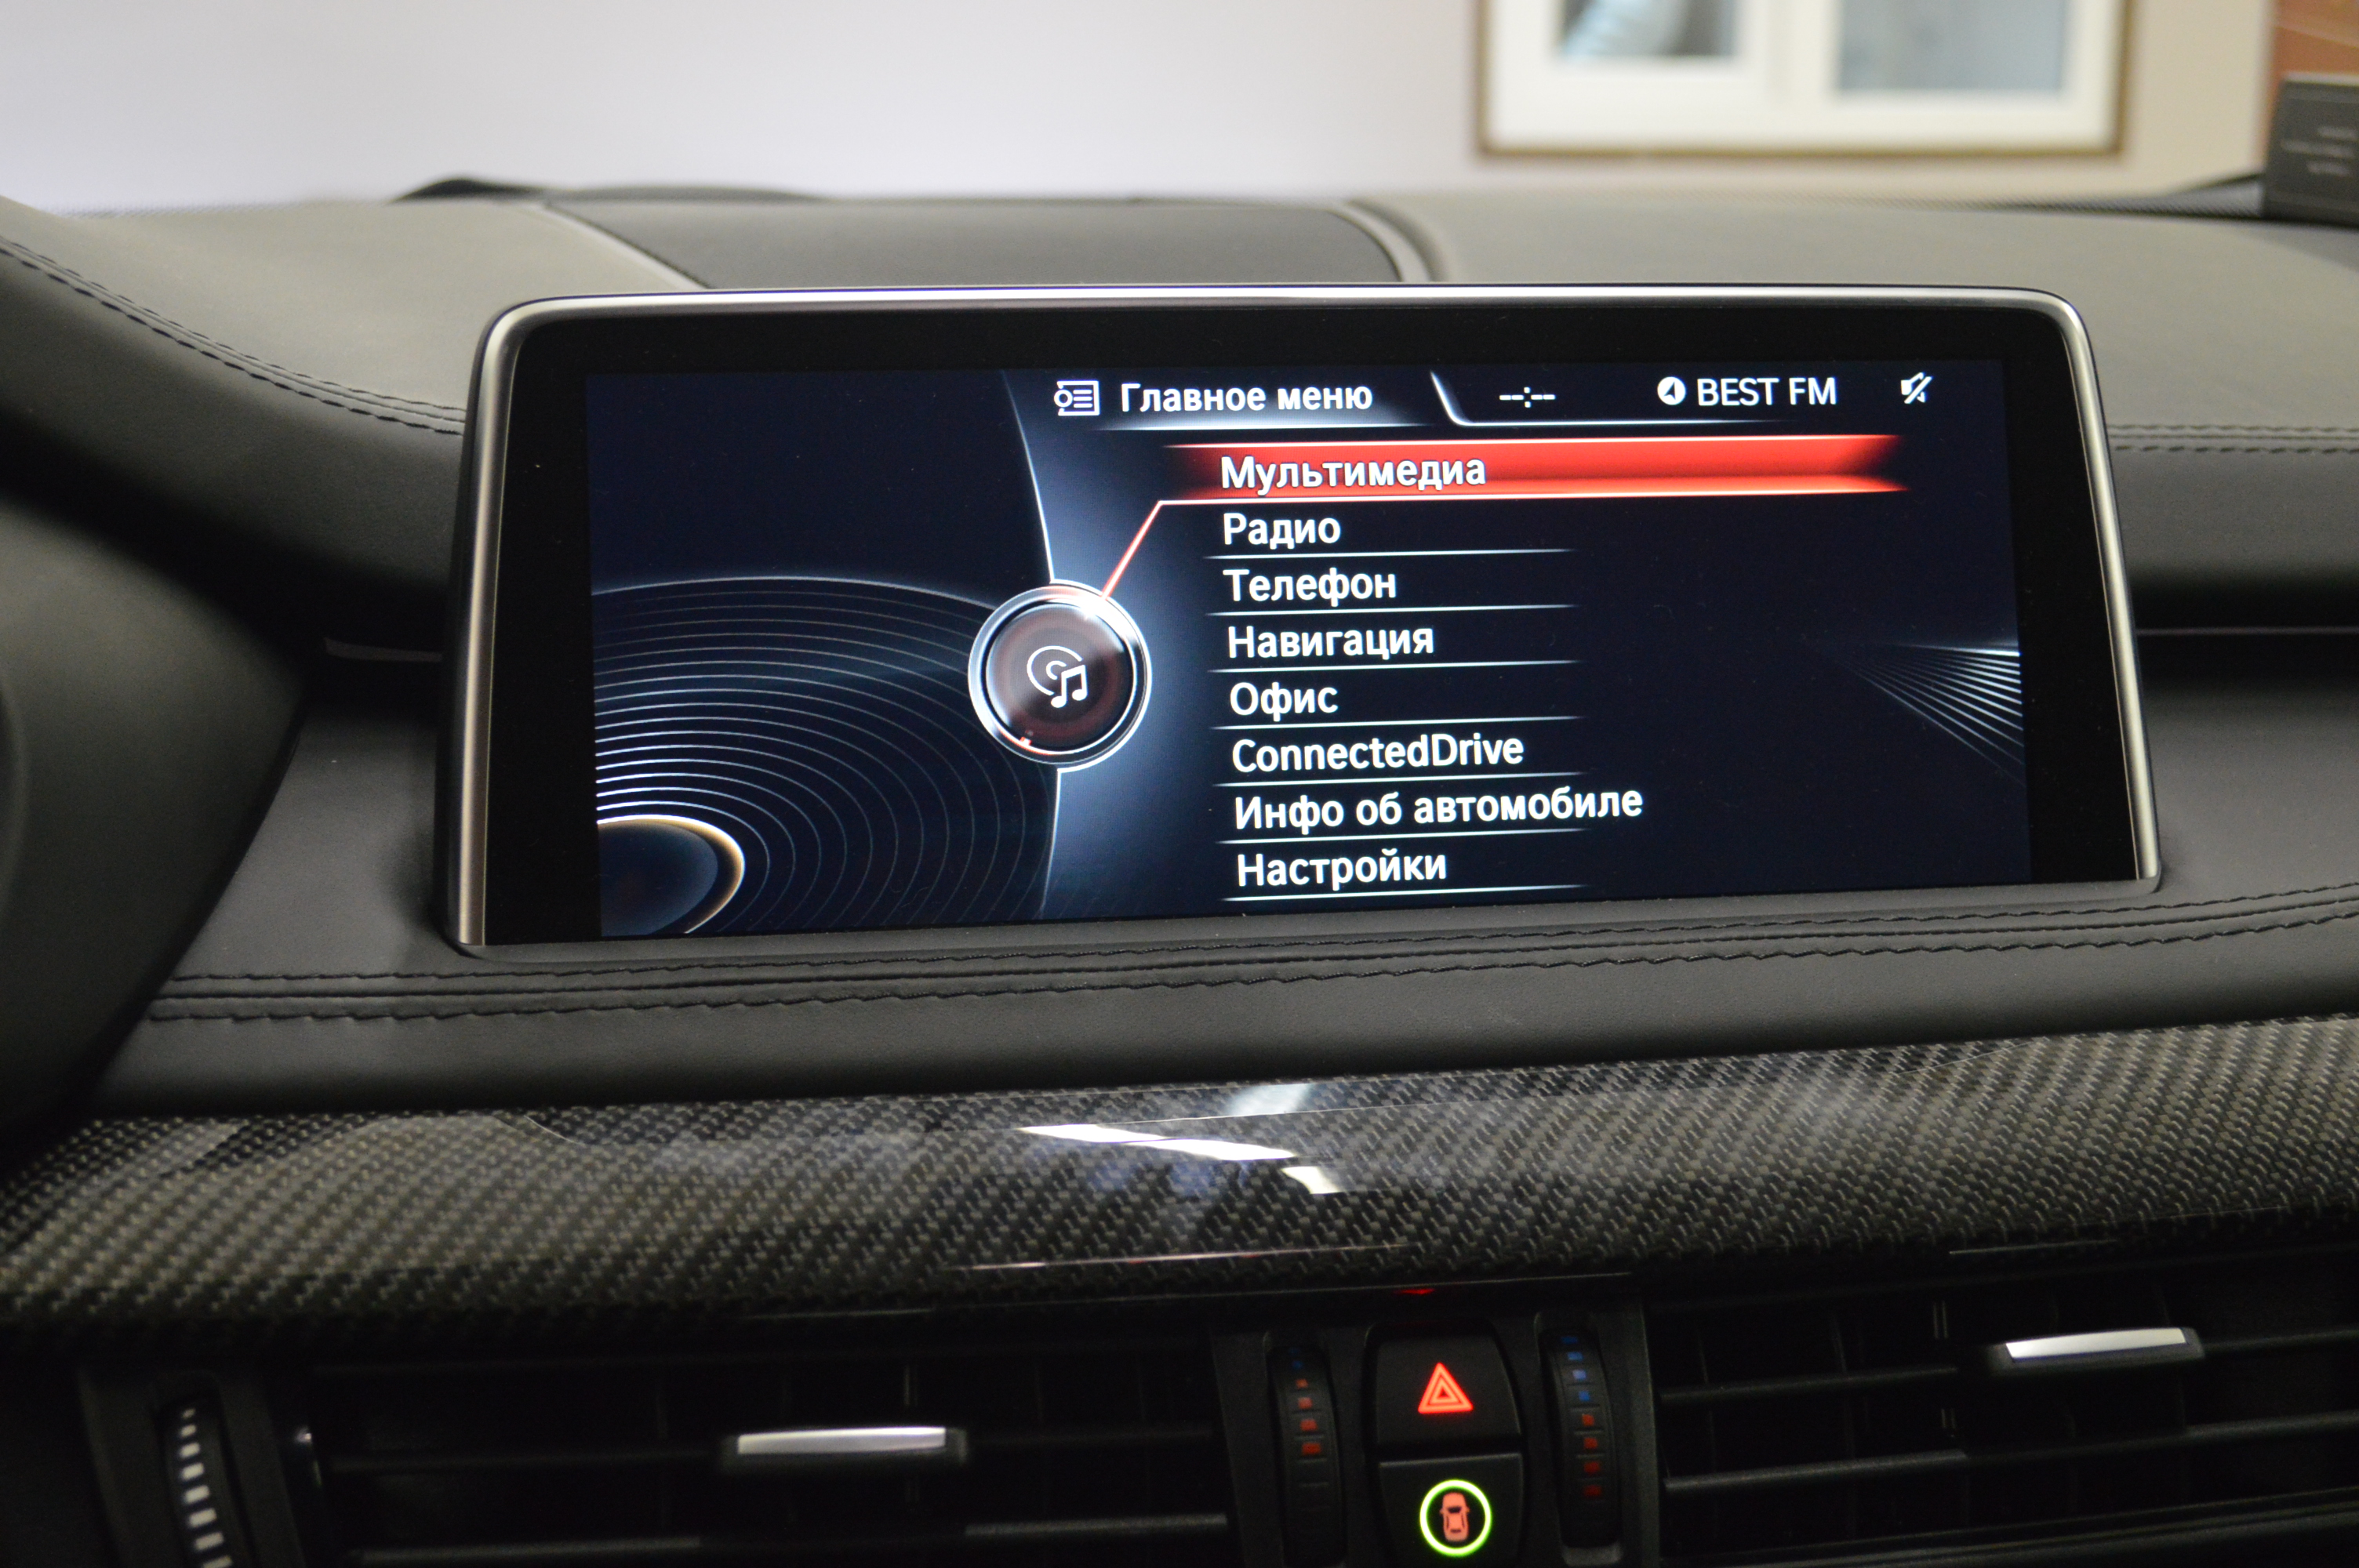 Главное меню
--:--
BEST FM
Мультимедиа
Радио
Телефон
Навигация
Офис
ConnectedDrive
Инфо об автомобиле
Настройки